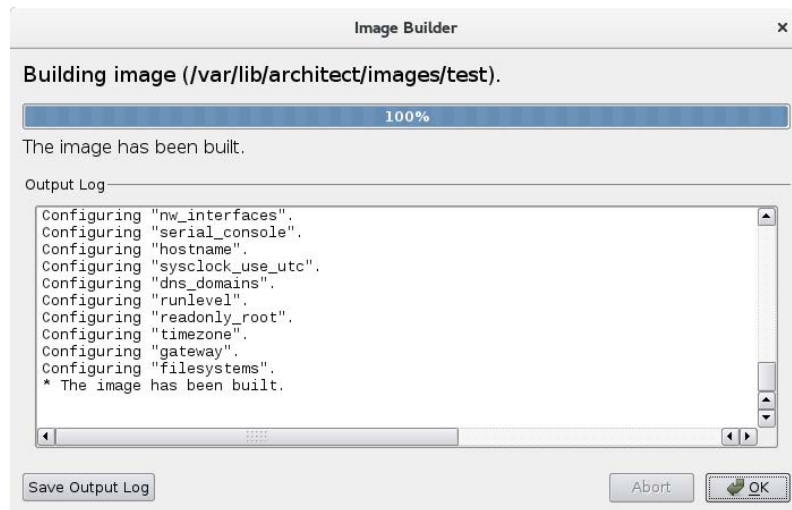 Image Builder
Building image (/var/lib/architect/images/test).
100%
The image has been built.
Output Log
Configuring "nw_interfaces".
Configuring "serial_console".
Configuring "hostname".
Configuring "sysclock_use_utc".
Configuring "dns_domains".
Configuring "runlevel".
Configuring "readonly_root".
Configuring "timezone".
Configuring "gateway".
Configuring "filesystems".
* The image has been built.
Save Output Log
Abort
OK